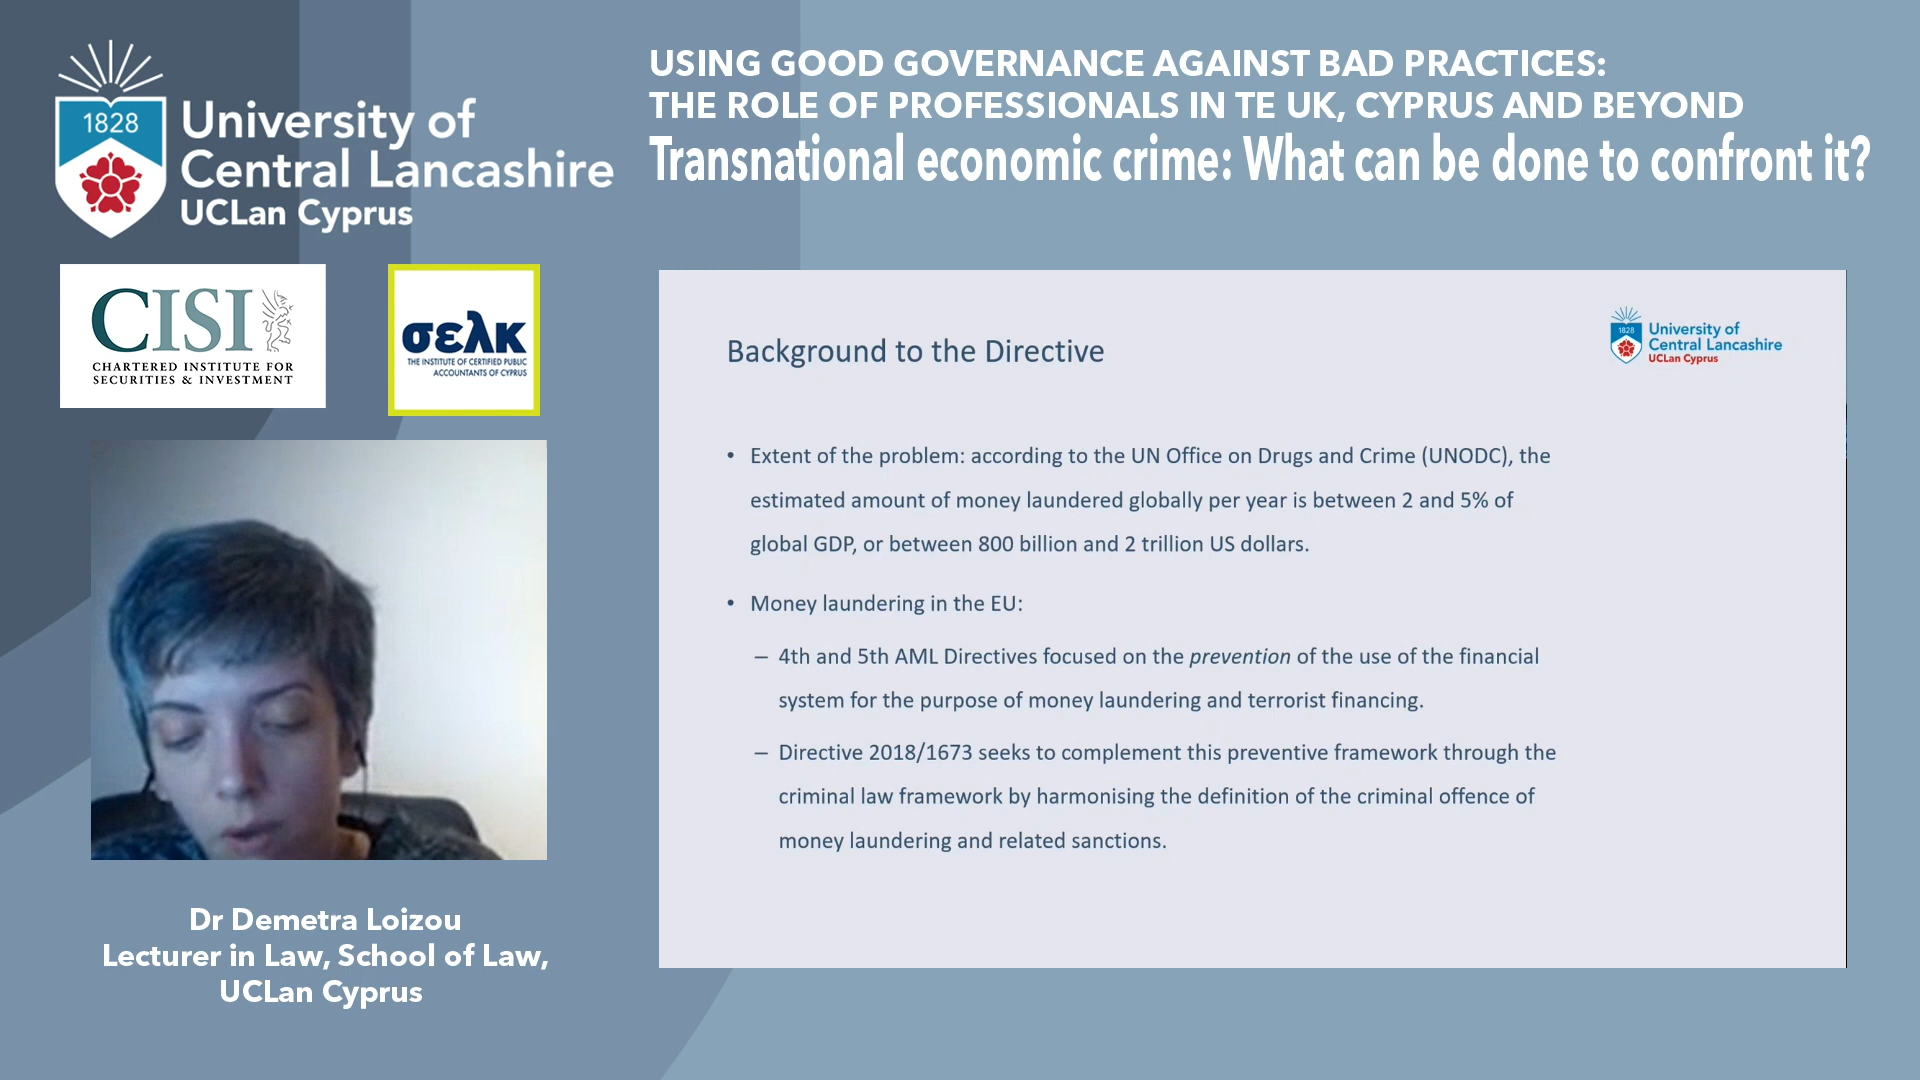 1828
University of
Central Lancashire
UCLan Cyprus
USING GOOD GOVERNANCE AGAINST BAD PRACTICES:
THE ROLE OF PROFESSIONALS IN TE UK, CYPRUS AND BEYOND
Transnational economic crime: What can be done to confront it?
CISI
CHARTERED INSTITUTE FOR
SECURITIES & INVESTMENT
σελκ
THE INSTITUTE OF CERTIFIED PUBLIC
ACCOUNTANTS OF CYPRUS
Dr Demetra Loizou
Lecturer in Law, School of Law,
UCLan Cyprus
Background to the Directive
1828
University of
Central Lancashire
UCLan Cyprus
• Extent of the problem: according to the UN Office on Drugs and Crime (UNODC), the
estimated amount of money laundered globally per year is between 2 and 5% of
global GDP, or between 800 billion and 2 trillion US dollars.
• Money laundering in the EU:
– 4th and 5th AML Directives focused on the prevention of the use of the financial
system for the purpose of money laundering and terrorist financing.
– Directive 2018/1673 seeks to complement this preventive framework through the
criminal law framework by harmonising the definition of the criminal offence of
money laundering and related sanctions.